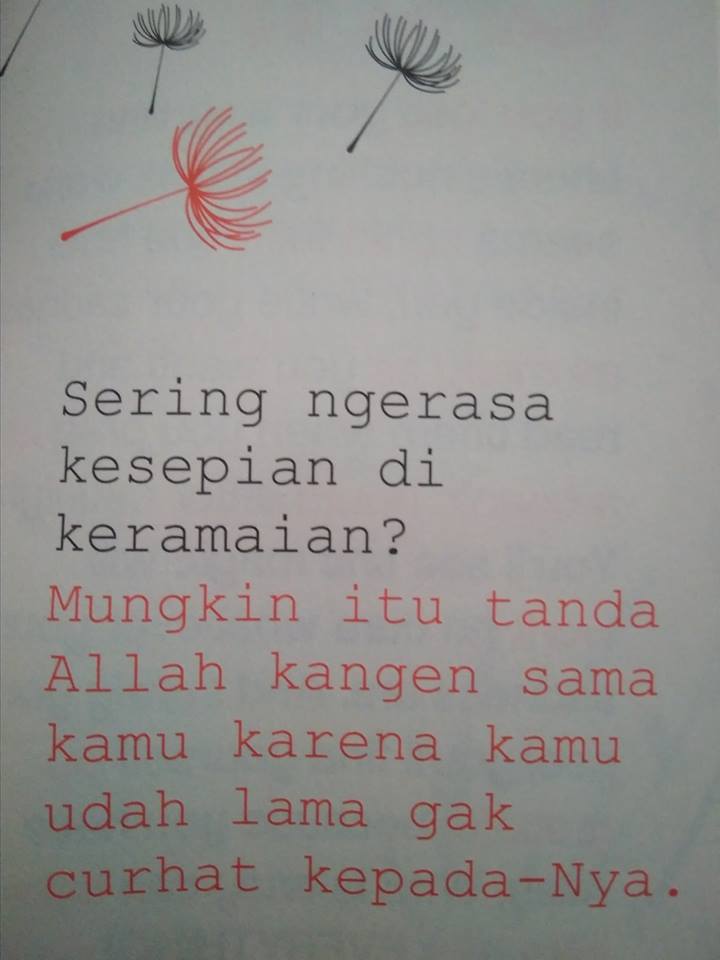 Sering ngerasa
kesepian di
keramaian?
Mungkin itu tanda
Allah kangen sama
kamu karena kamu
udah lama gak
curhat kepada-Nya.